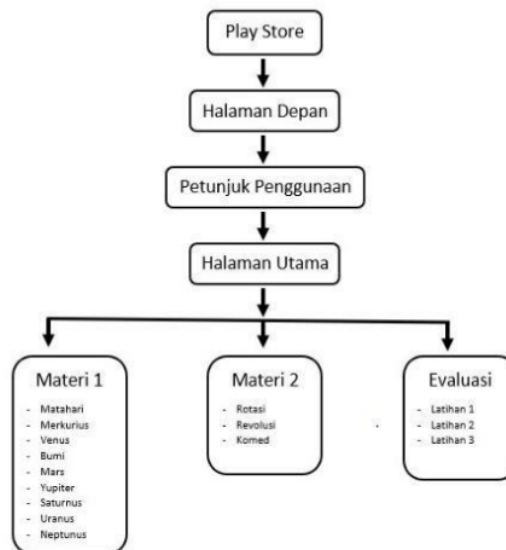 Play Store
Halaman Depan
Petunjuk Penggunaan
Halaman Utama
Materi 1
- Matahari
- Merkurius
- Venus
- Bumi
- Mars
- Yupiter
- Saturnus
- Uranus
- Neptunus
Materi 2
- Rotasi
- Revolusi
- Komed
Evaluasi
- Latihan 1
- Latihan 2
- Latihan 3